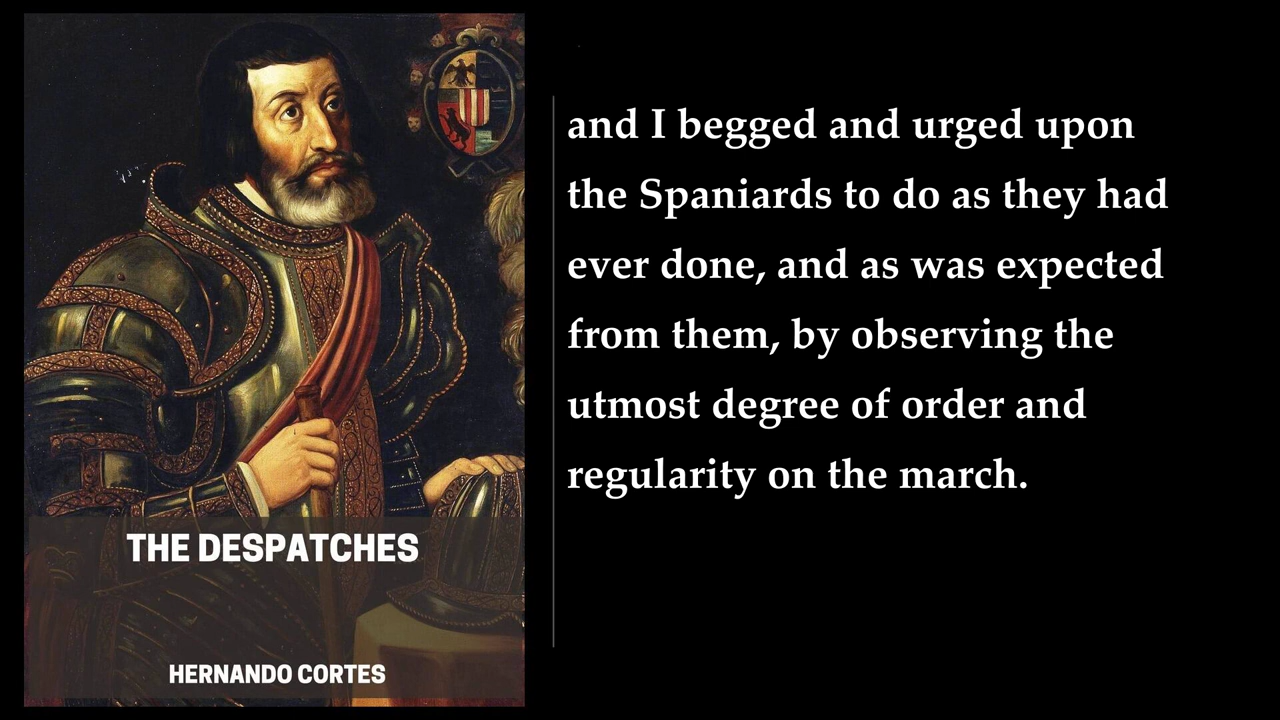 THE DESPATCHES
HERNANDO CORTES
and I begged and urged upon
the Spaniards to do as they had
ever done, and as was expected
from them, by observing the
utmost degree of order and
regularity on the march.